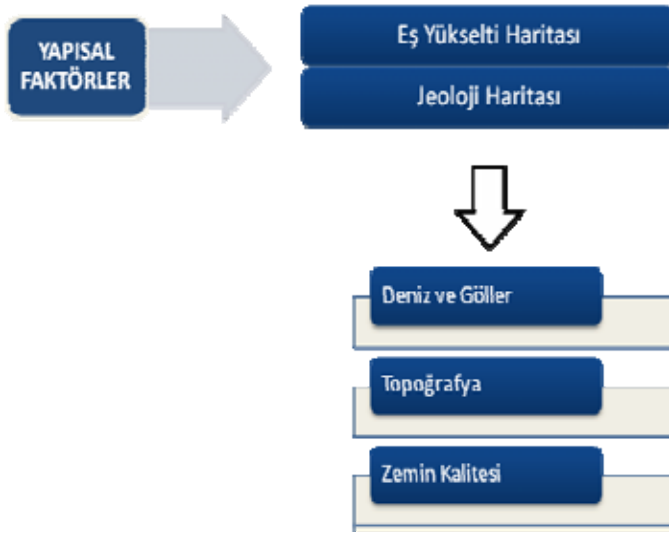 YAPISAL
FAKTÖRLER
Eş Yükselti Haritası
Jeoloji Haritası
Deniz ve Göller
Topoğrafya
Zemin Kalitesi